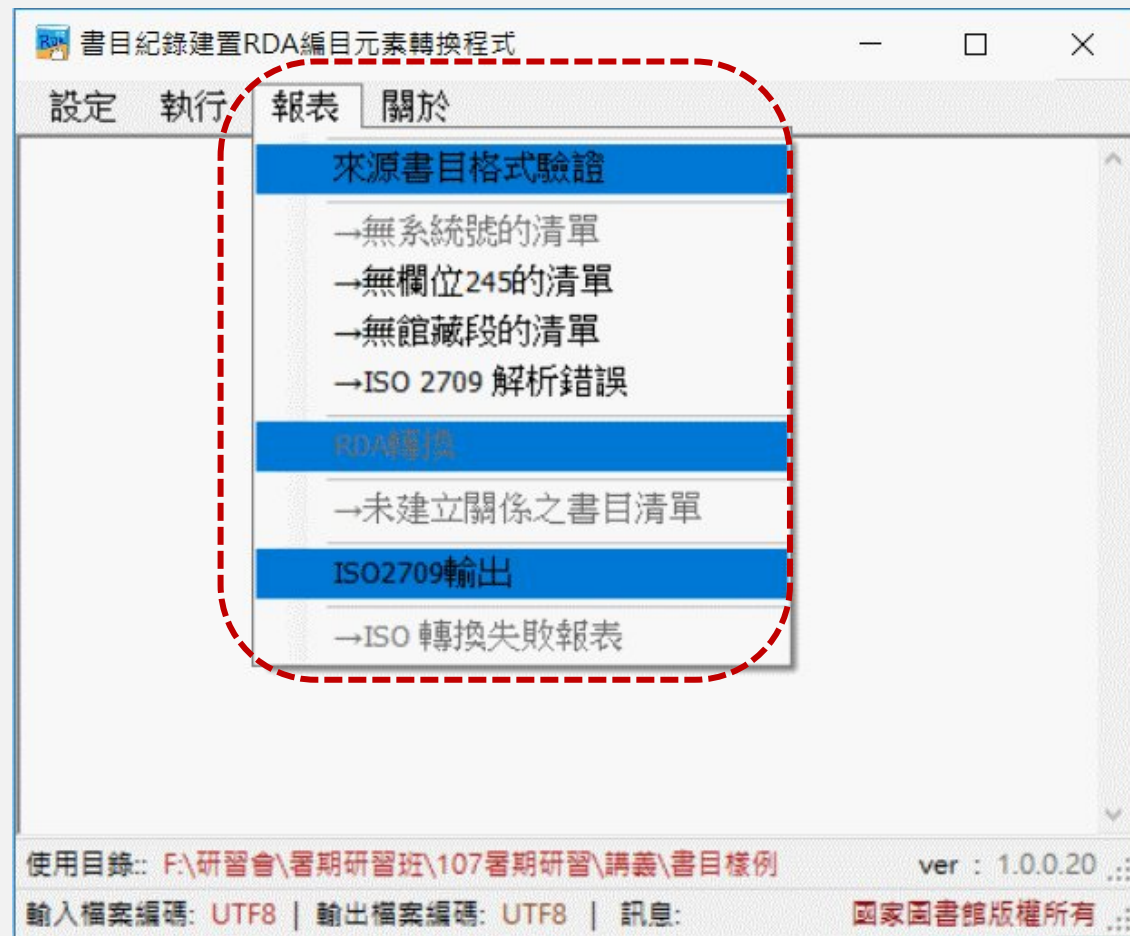 書目紀錄建置RDA編目元素轉換程式
設定 執行 報表 關於
來源書目格式驗證
→無系統號的清單
→無欄位245的清單
→無館藏段的清單
→ISO 2709 解析錯誤
RDA轉換
→未建立關係之書目清單
ISO2709輸出
→ISO 轉換失敗報表
使用目錄:: F:\研習會\暑期研習班\107暑期研習\講義\書目樣例 ver : 1.0.0.20
輸入檔案編碼: UTF8 | 輸出檔案編碼: UTF8 | 訊息: 國家圖書館版權所有